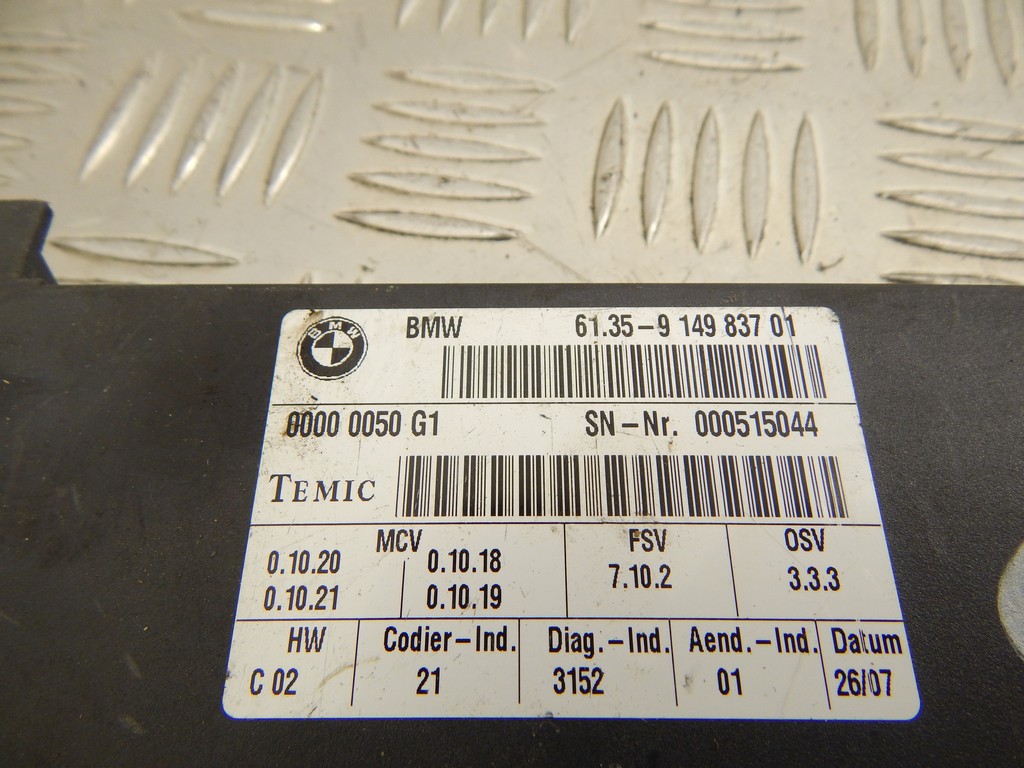 BMW BMW 61.35-9 149 837 01
0000 0050 G1 SN-Nr. 000515044
TEMIC
MCV FSV OSV
0.10.20 0.10.18 7.10.2 3.3.3
0.10.21 0.10.19
HW Codier-Ind. Diag.-Ind. Aend.-Ind. Datum
C 02 21 3152 01 26/07